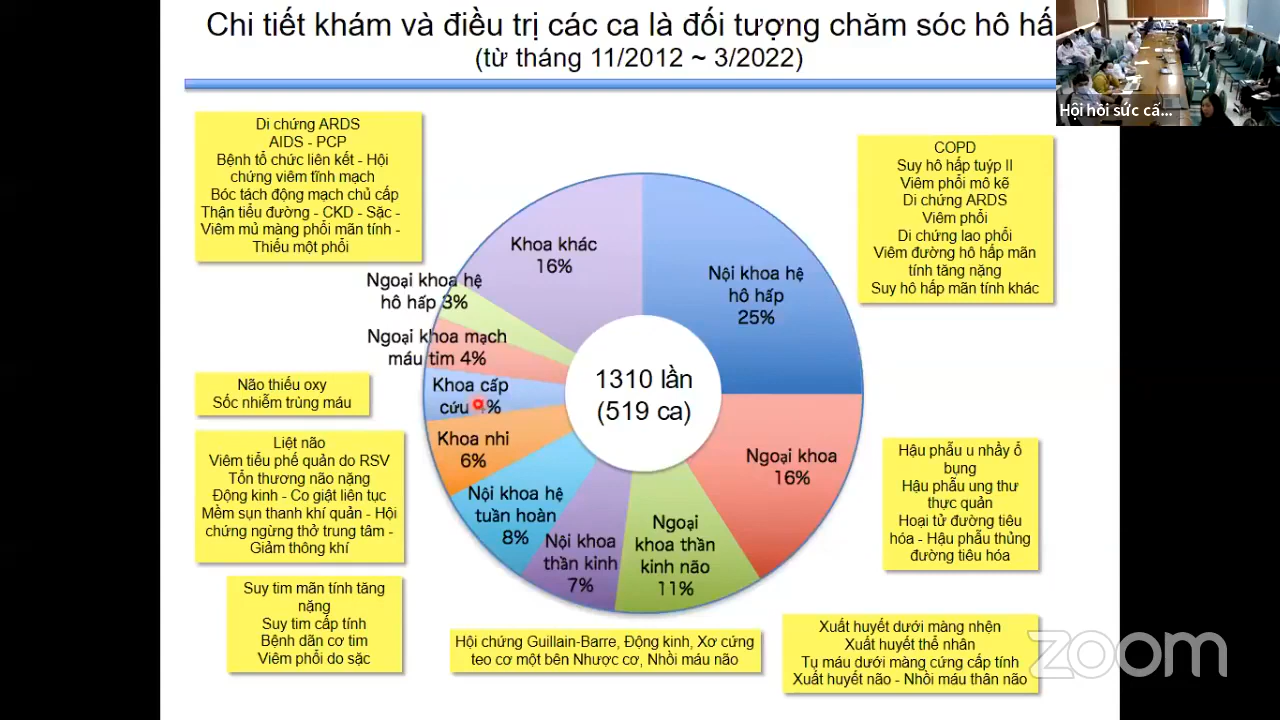 Chi tiết khám và điều trị các ca là đối tượng chăm sóc hô hấ
(từ tháng 11/2012 ~ 3/2022)
Hội hồi sức cấ...
Di chứng ARDS
AIDS - PCP
Bệnh tổ chức liên kết - Hội
chứng viêm tĩnh mạch
Bóc tách động mạch chủ cấp
Thận tiểu đường - CKD - Sặc -
Viêm mủ màng phổi mãn tính -
Thiếu một phổi
COPD
Suy hô hấp tuýp II
Viêm phổi mô kẽ
Di chứng ARDS
Viêm phổi
Di chứng lao phổi
Viêm đường hô hấp mãn
tính tăng nặng
Suy hô hấp mãn tính khác
Khoa khác
16%
Nội khoa hệ
hô hấp
25%
Ngoại khoa hệ
hô hấp 3%
Ngoại khoa mạch
máu tim 4%
Khoa cấp
cứu %
Khoa nhi
6%
Nội khoa hệ
tuần hoàn
8%
Nội khoa
thần kinh
7%
Ngoại
khoa thần
kinh não
11%
Ngoại khoa
16%
1310 lần
(519 ca)
Não thiếu oxy
Sốc nhiễm trùng máu
Liệt não
Viêm tiểu phế quản do RSV
Tổn thương não nặng
Động kinh - Co giật liên tục
Mềm sụn thanh khí quản - Hội
chứng ngừng thở trung tâm -
Giảm thông khí
Hậu phẫu u nhầy ổ
bụng
Hậu phẫu ung thư
thực quản
Hoại tử đường tiêu
hóa - Hậu phẫu thủng
đường tiêu hóa
Suy tim mãn tính tăng
nặng
Suy tim cấp tính
Bệnh dãn cơ tim
Viêm phổi do sặc
Hội chứng Guillain-Barre, Động kinh, Xơ cứng
teo cơ một bên Nhược cơ, Nhồi máu não
Xuất huyết dưới màng nhện
Xuất huyết thể nhân
Tụ máu dưới màng cứng cấp tính
Xuất huyết não - Nhồi máu thân não
zoom